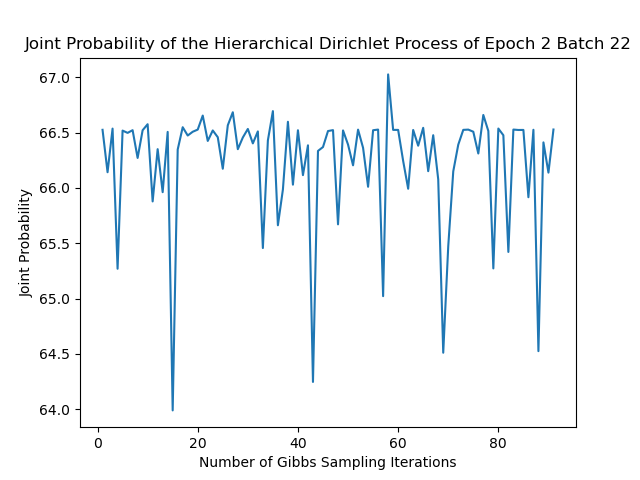 Joint Probability of the Hierarchical Dirichlet Process of Epoch 2 Batch 22
67.0
66.5
66.0
65.5
65.0
64.5
64.0
Joint Probability
0 20 40 60 80
Number of Gibbs Sampling Iterations